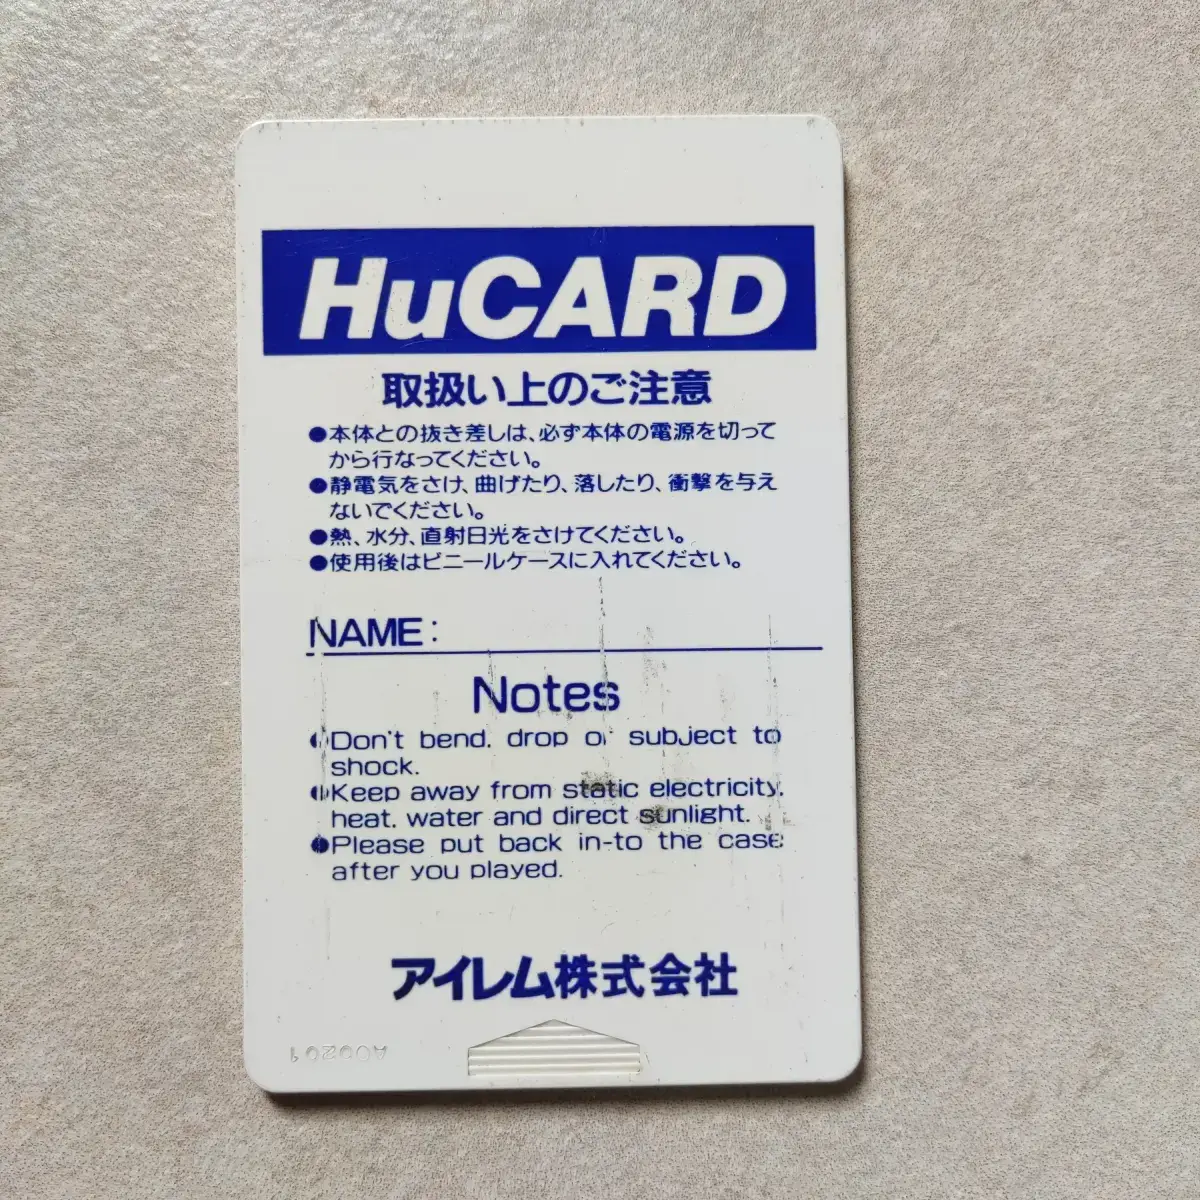 HuCARD
取扱い上のご注意
●本体との抜き差しは、必ず本体の電源を切って
から行なってください。
●静電気をさけ、曲げたり、落したり、衝撃を与え
ないでください。
●熱、水分、直射日光をさけてください。
●使用後はビニールケースに入れてください。
NAME:
Notes
●Don't bend, drop or subject to
shock.
●Keep away from static electricity,
heat, water and direct sunlight.
●Please put back in-to the case
after you played.
アイレム株式会社
A00201